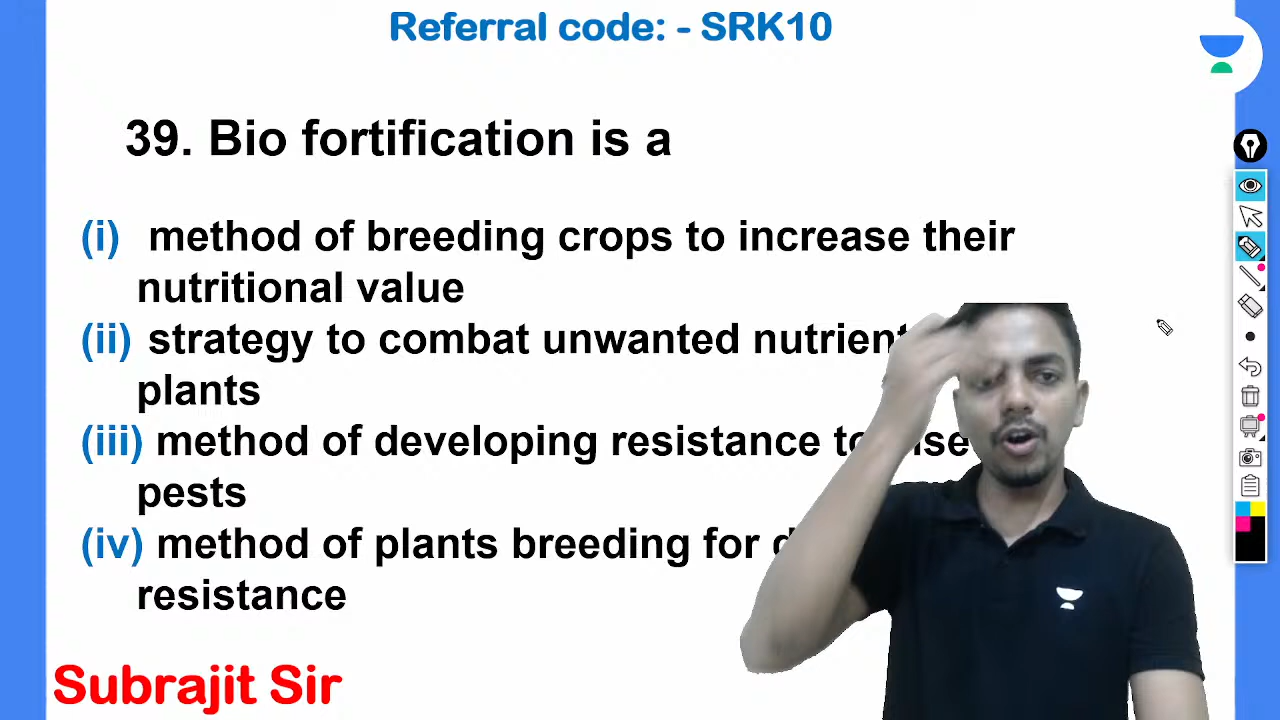 Referral code: - SRK10
39. Bio fortification is a
(i) method of breeding crops to increase their
nutritional value
(ii) strategy to combat unwanted
plants
(iii) method of developing resistance
pests
(iv) method of plants breeding for
resistance
Subrajit Sir